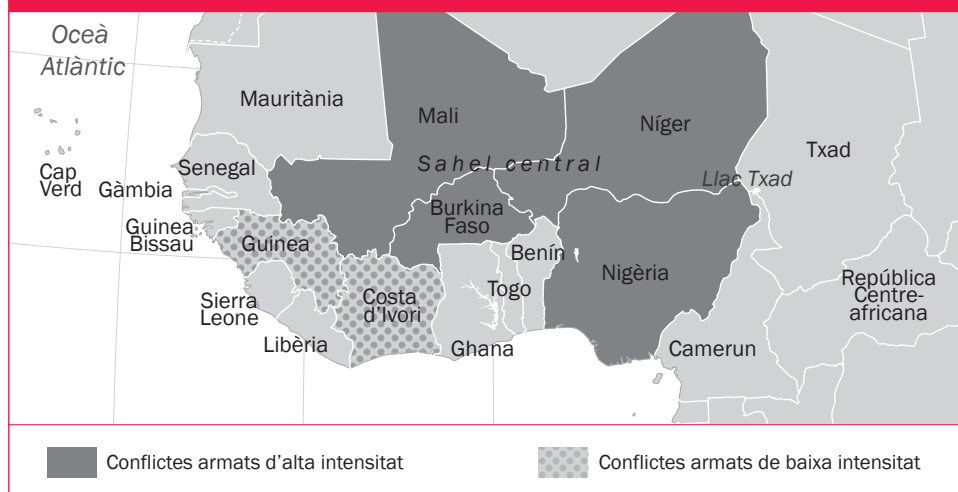 Oceà
Atlàntic
Mauritània
Mali
Níger
Txad
Sahel central
Llac Txad
Cap
Verd
Senegal
Gàmbia
Guinea
Bissau
Guinea
Burkina
Faso
Benín
Togo
Nigèria
República
Centre-
africana
Sierra
Leone
Costa
d'Ivori
Libèria
Ghana
Camerun
Conflictes armats d'alta intensitat
Conflictes armats de baixa intensitat